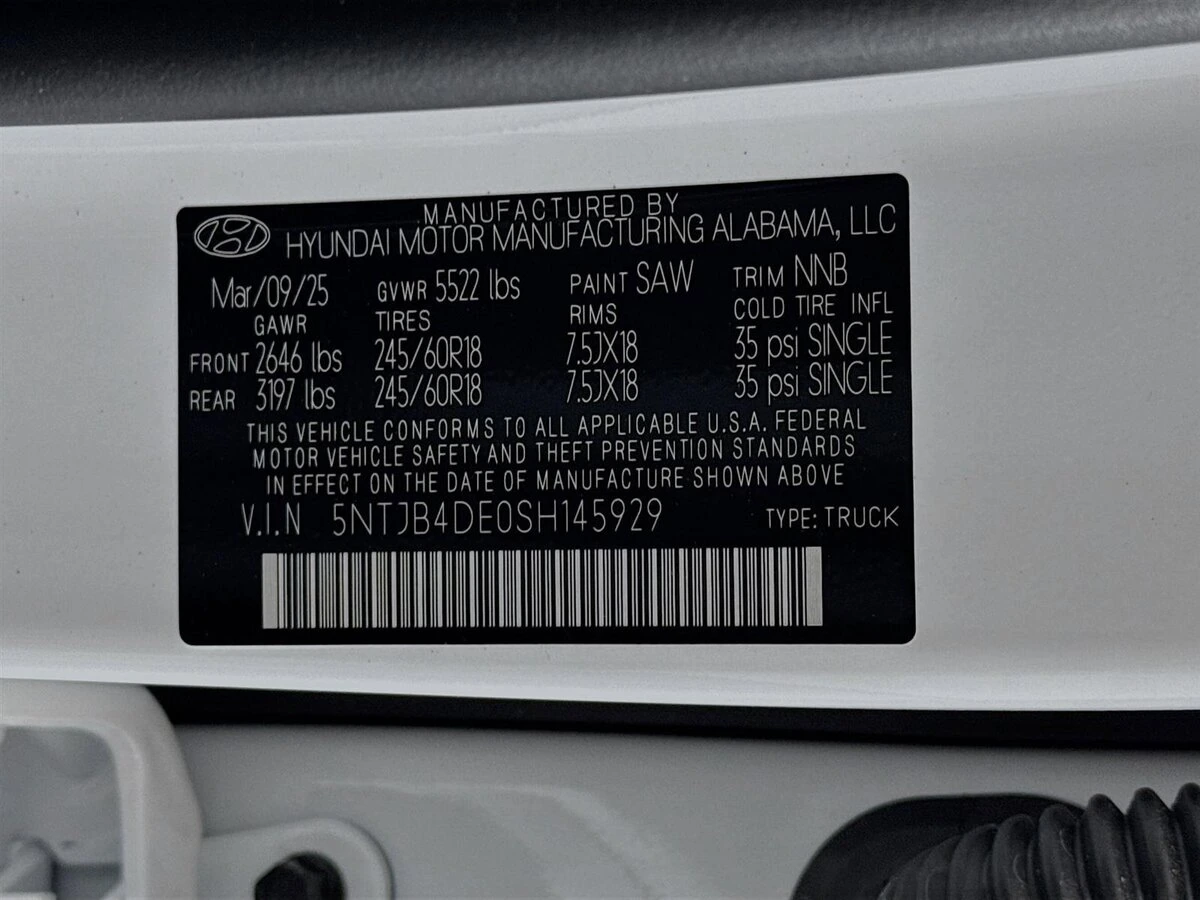 MANUFACTURED BY
HYUNDAI MOTOR MANUFACTURING ALABAMA, LLC
Mar/09/25 GVWR 5522 lbs PAINT SAW TRIM NNB
GAWR TIRES RIMS COLD TIRE INFL
FRONT 2646 lbs 245/60R18 7.5JX18 35 psi SINGLE
REAR 3197 lbs 245/60R18 7.5JX18 35 psi SINGLE
THIS VEHICLE CONFORMS TO ALL APPLICABLE U.S.A. FEDERAL
MOTOR VEHICLE SAFETY AND THEFT PREVENTION STANDARDS
IN EFFECT ON THE DATE OF MANUFACTURE SHOWN ABOVE
V.I.N 5NTJB4DE0SH145929 TYPE: TRUCK